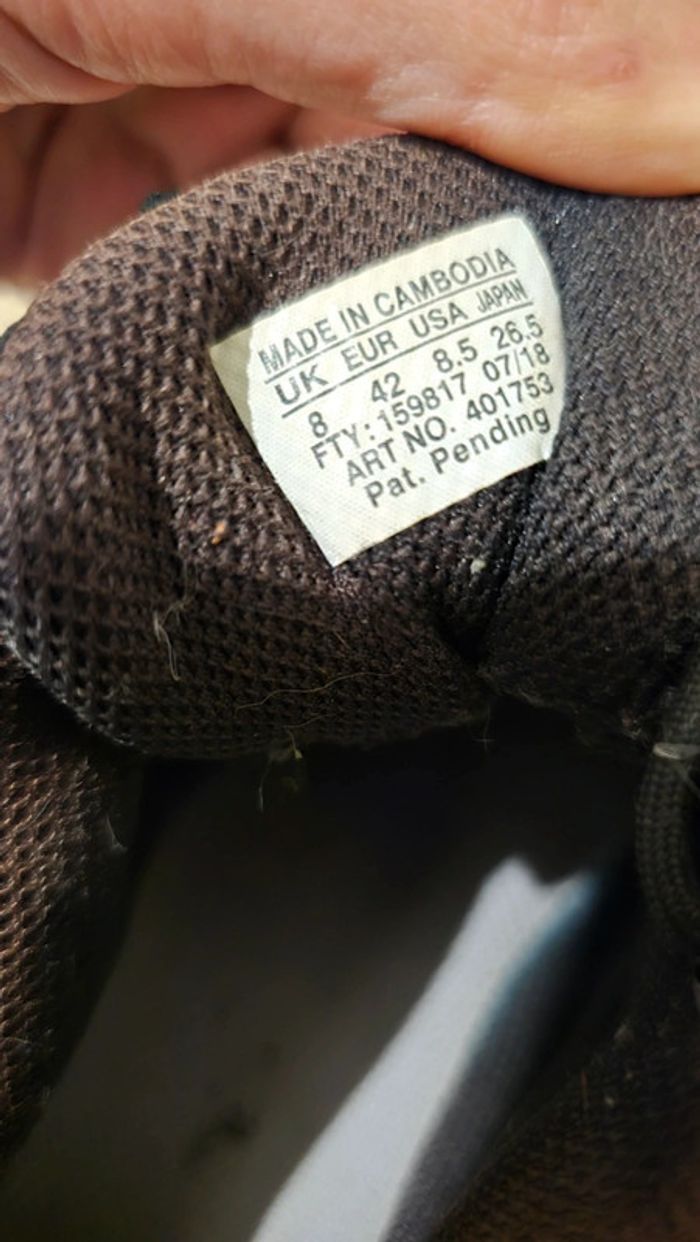 MADE IN CAMBODIA
UK EUR USA JAPAN
8 42 8.5 26.5
FTY: 159817 07/18
ART NO. 401753
Pat. Pending